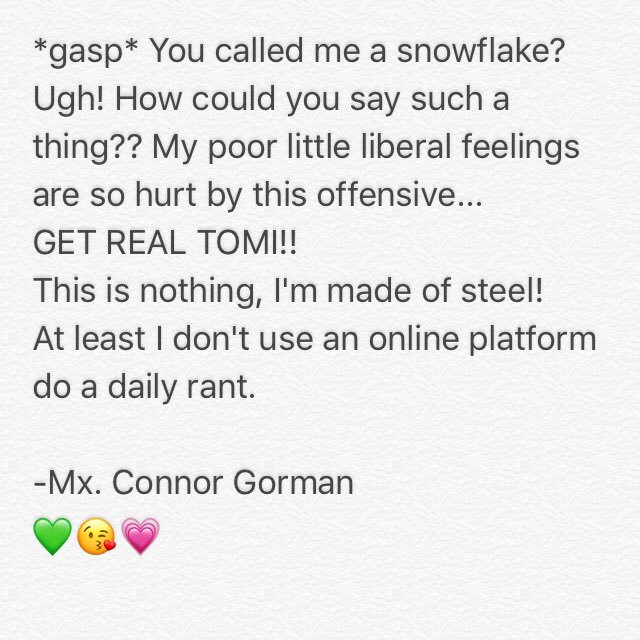 *gasp* You called me a snowflake?
Ugh! How could you say such a
thing?? My poor little liberal feelings
are so hurt by this offensive...
GET REAL TOMI!!
This is nothing, I'm made of steel!
At least I don't use an online platform
do a daily rant.
-Mx. Connor Gorman
💚😘💗